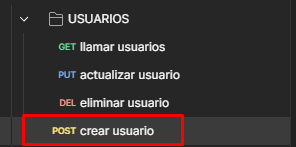 USUARIOS
GET llamar usuarios
PUT actualizar usuario
DEL eliminar usuario
POST crear usuario